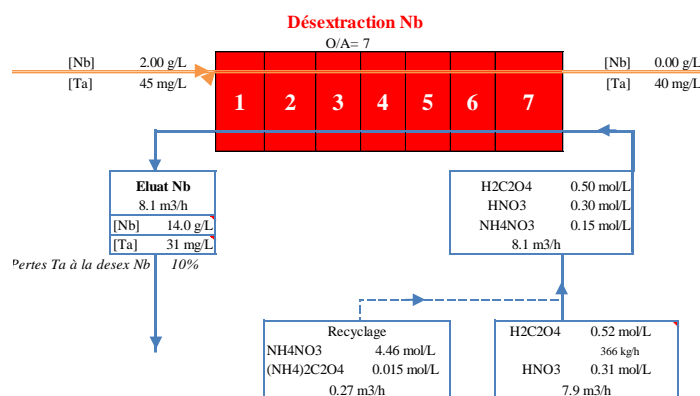 Désextraction Nb
O/A= 7
[Nb] 2.00 g/L
[Ta] 45 mg/L
1 2 3 4 5 6 7
[Nb] 0.00 g/L
[Ta] 40 mg/L
Eluat Nb
8.1 m3/h
[Nb] 14.0 g/L
[Ta] 31 mg/L
Pertes Ta à la desex Nb 10%
H2C2O4 0.50 mol/L
HNO3 0.30 mol/L
NH4NO3 0.15 mol/L
8.1 m3/h
Recyclage
NH4NO3 4.46 mol/L
(NH4)2C2O4 0.015 mol/L
0.27 m3/h
H2C2O4 0.52 mol/L
366 kg/h
HNO3 0.31 mol/L
7.9 m3/h